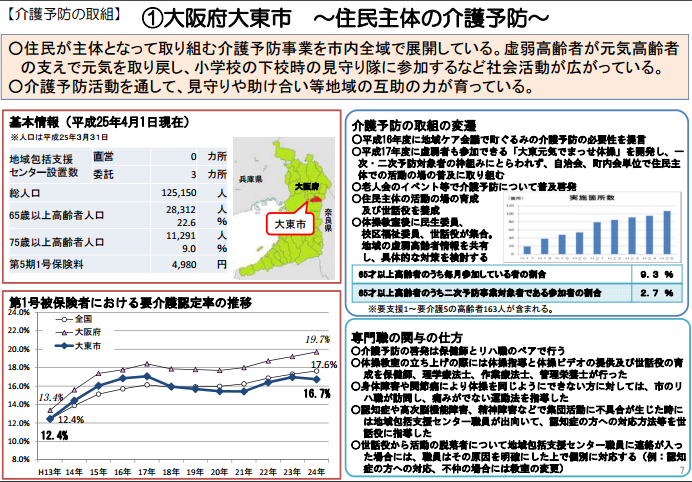 【介護予防の取組】
①大阪府大東市 ～住民主体の介護予防～
○住民が主体となって取り組む介護予防事業を市内全域で展開している。虚弱高齢者が元気高齢者
の支えで元気を取り戻し、小学校の下校時の見守り隊に参加するなど社会活動が広がっている。
○介護予防活動を通して、見守りや助け合い等地域の互助の力が育っている。
基本情報（平成25年4月1日現在）
※人口は平成25年3月31日
地域包括支援センター設置数
直営 0 カ所
委託 3 カ所
総人口 125,150 人
65歳以上高齢者人口 28,312 人
22.6 %
75歳以上高齢者人口 11,291 人
9.0 %
第5期1号保険料 4,980 円
兵庫県
大阪府
奈良県
大東市
第1号被保険者における要介護認定率の推移
24.0%
22.0%
20.0%
18.0%
16.0%
14.0%
12.0%
10.0%
8.0%
全国
大阪府
大東市
13.4%
12.4%
12.4%
19.7%
17.6%
16.7%
H13年 14年 15年 16年 17年 18年 19年 20年 21年 22年 23年 24年
介護予防の取組の変遷
○平成16年度に地域ケア会議で町ぐるみの介護予防の必要性を提言
○平成17年度に虚弱者も参加できる「大東元気でまっせ体操」を開発し、一
次・二次予防対象者の枠組みにとらわれず、自治会、町内会単位で住民主
体での活動の場の普及に取り組む
○老人会のイベント等で介護予防について普及啓発
○住民主体の活動の場の育成
及び世話役を養成
○体操教室後に民生委員、
校区福祉委員、世話役が集合。
地域の虚弱高齢者情報を共有
し、具体的な対策を検討する
実施箇所数
H17 H18 H19 H20 H21 H22 H23 H24 H25
65才以上高齢者のうち毎月参加している者の割合 9.3 %
65才以上高齢者のうち二次予防事業対象者である参加者の割合 2.7 %
※要支援1～要介護5の高齢者163人が含まれる。
専門職の関与の仕方
○介護予防の啓発は保健師とリハ職のペアで行う
○体操教室の立ち上げの際には体操指導と体操ビデオの提供及び世話役の育
成を保健師、理学療法士、作業療法士、管理栄養士が行った
○身体障害や関節痛により体操を同じようにできない方に対しては、市のリ
ハ職が訪問し、痛みがでない運動法を指導した
○認知症や高次脳機能障害、精神障害などで集団活動に不具合が生じた時に
は地域包括支援センター職員が出向いて、認知症の方への対応方法等を世
話役に指導した
○世話役から活動の脱落者について地域包括支援センター職員に連絡が入っ
た場合には、職員はその原因を明確にした上で個別に対応する（例：認知
症の方への対応、不仲の場合には教室の変更）
7